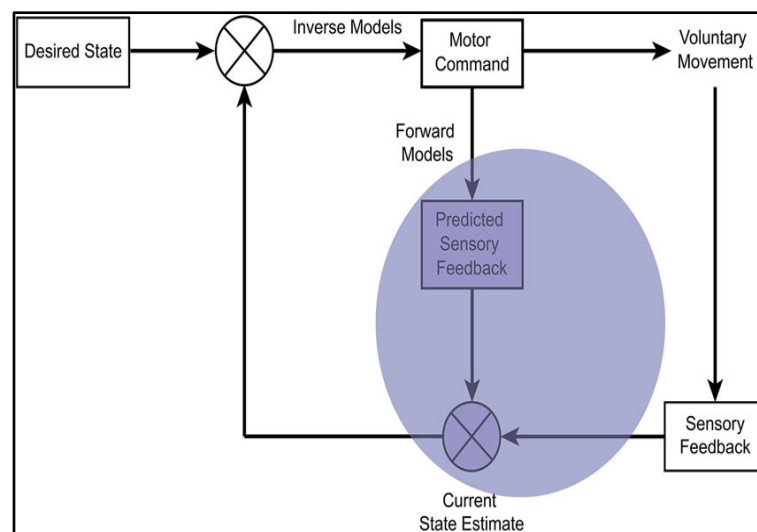 Desired State
Inverse Models
Motor
Command
Voluntary
Movement
Forward
Models
Predicted
Sensory
Feedback
Sensory
Feedback
Current
State Estimate